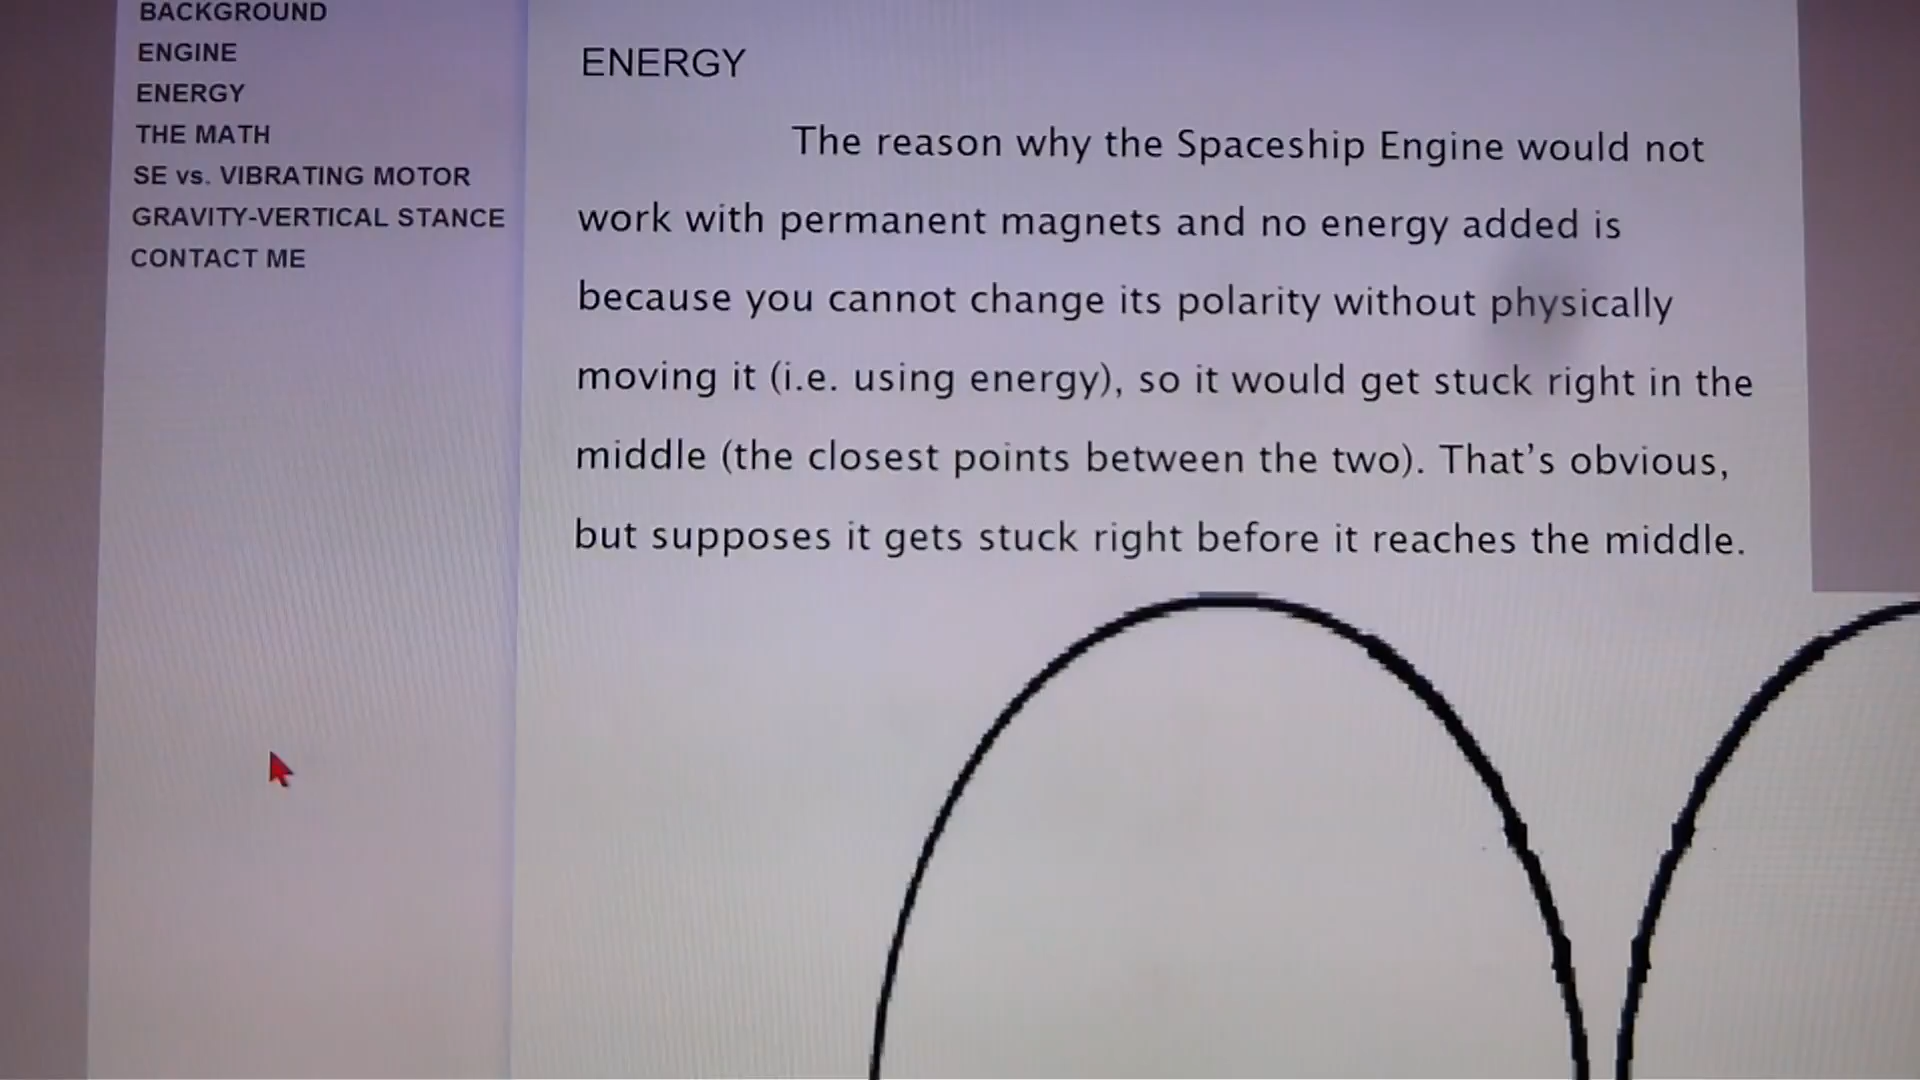 BACKGROUND
ENGINE
ENERGY
THE MATH
SE vs. VIBRATING MOTOR
GRAVITY-VERTICAL STANCE
CONTACT ME
ENERGY
The reason why the Spaceship Engine would not
work with permanent magnets and no energy added is
because you cannot change its polarity without physically
moving it (i.e. using energy), so it would get stuck right in the
middle (the closest points between the two). That's obvious,
but supposes it gets stuck right before it reaches the middle.